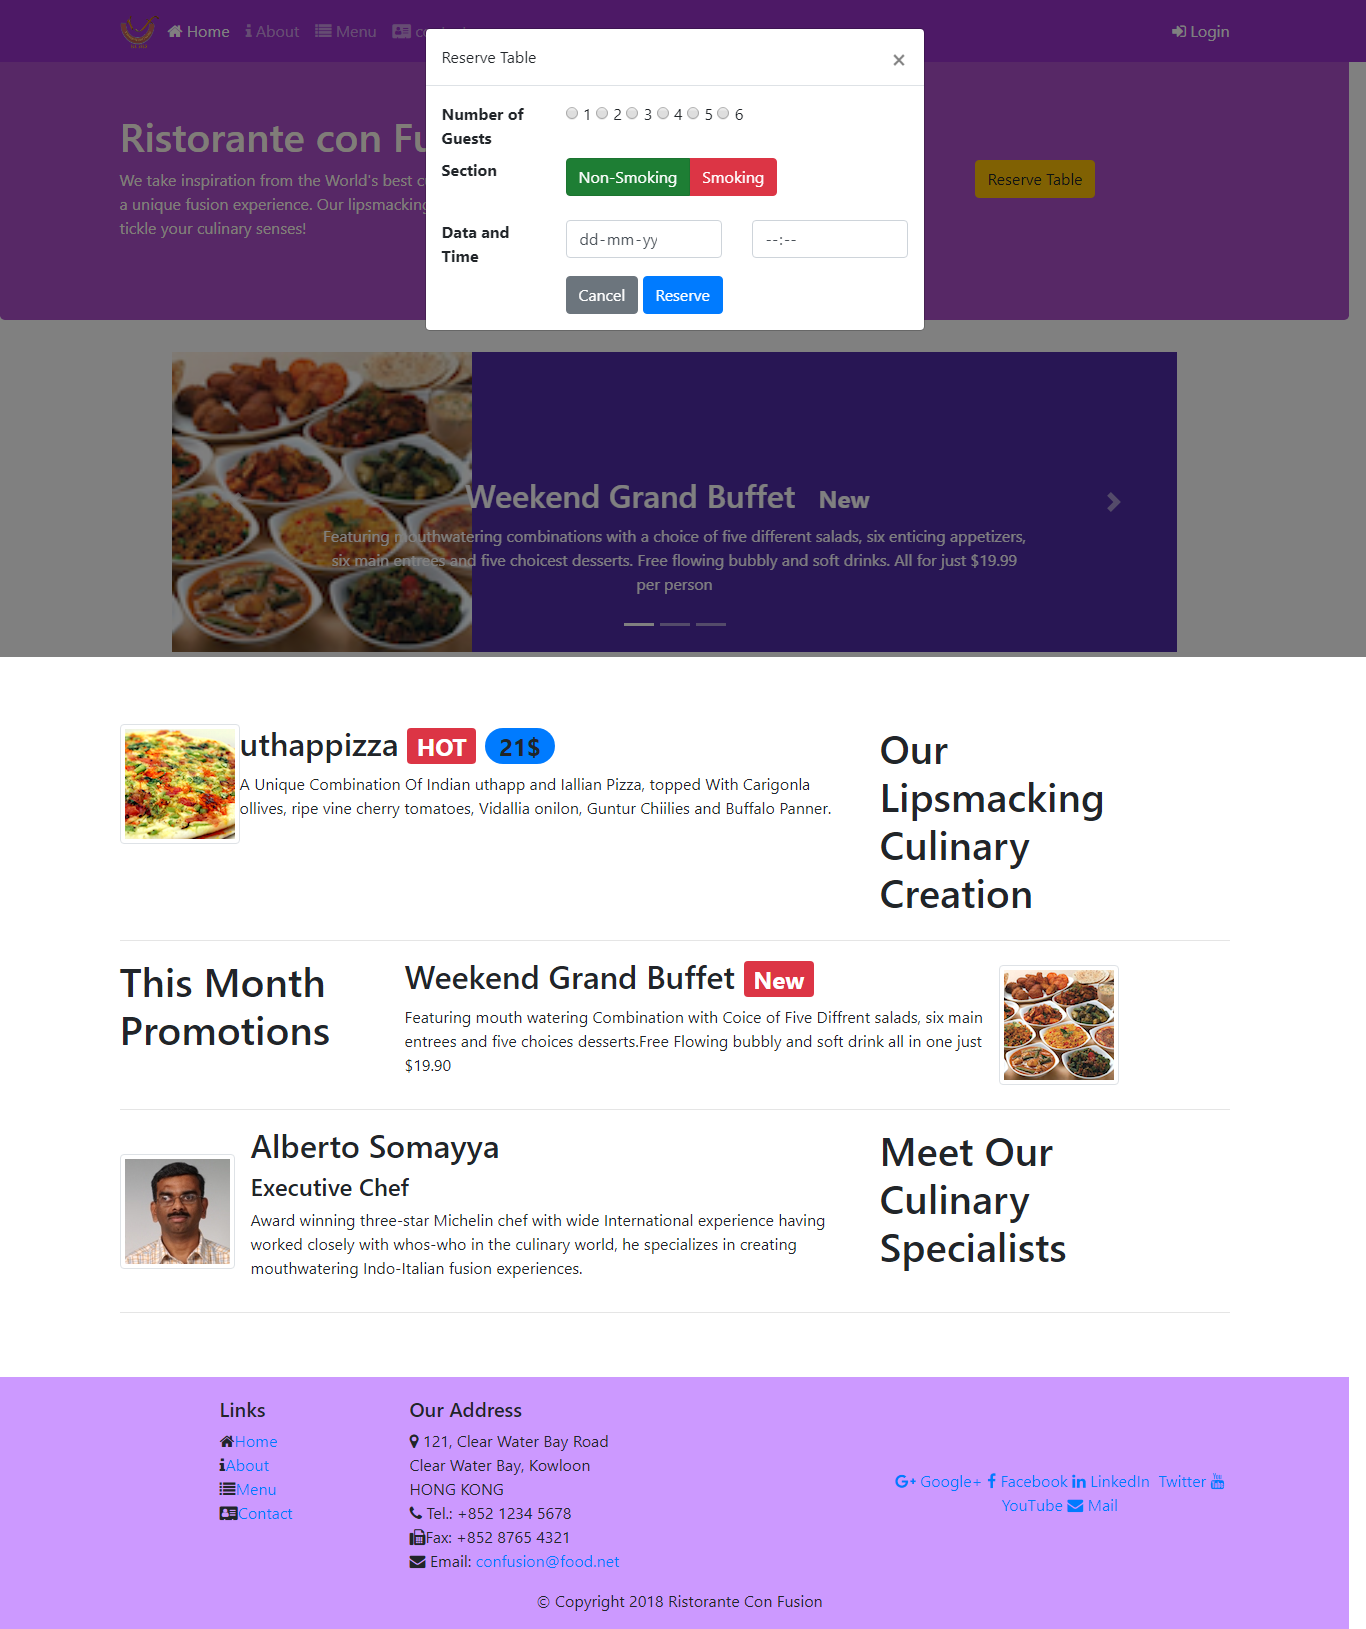 Home About Menu Login
Reserve Table
×
Number of Guests
1 2 3 4 5 6
Section
Non-Smoking Smoking
Data and Time
dd-mm-yy --:--
Cancel Reserve
Ristorante con Fu
We take inspiration from the World's best
a unique fusion experience. Our lipsmacking
tickle your culinary senses!
Reserve Table
Weekend Grand Buffet New
Featuring mouthwatering combinations with a choice of five different salads, six enticing appetizers,
six main entrees and five choicest desserts. Free flowing bubbly and soft drinks. All for just $19.99
per person
uthappizza HOT 21$
A Unique Combination Of Indian uthapp and Iallian Pizza, topped With Carigonla
ollives, ripe vine cherry tomatoes, Vidallia onilon, Guntur Chiilies and Buffalo Panner.
Our
Lipsmacking
Culinary
Creation
This Month
Promotions
Weekend Grand Buffet New
Featuring mouth watering Combination with Coice of Five Diffrent salads, six main
entrees and five choices desserts.Free Flowing bubbly and soft drink all in one just
$19.90
Alberto Somayya
Executive Chef
Award winning three-star Michelin chef with wide International experience having
worked closely with whos-who in the culinary world, he specializes in creating
mouthwatering Indo-Italian fusion experiences.
Meet Our
Culinary
Specialists
Links
Home
About
Menu
Contact
Our Address
121, Clear Water Bay Road
Clear Water Bay, Kowloon
HONG KONG
Tel.: +852 1234 5678
Fax: +852 8765 4321
Email: confusion@food.net
Google+ Facebook LinkedIn Twitter
YouTube Mail
© Copyright 2018 Ristorante Con Fusion